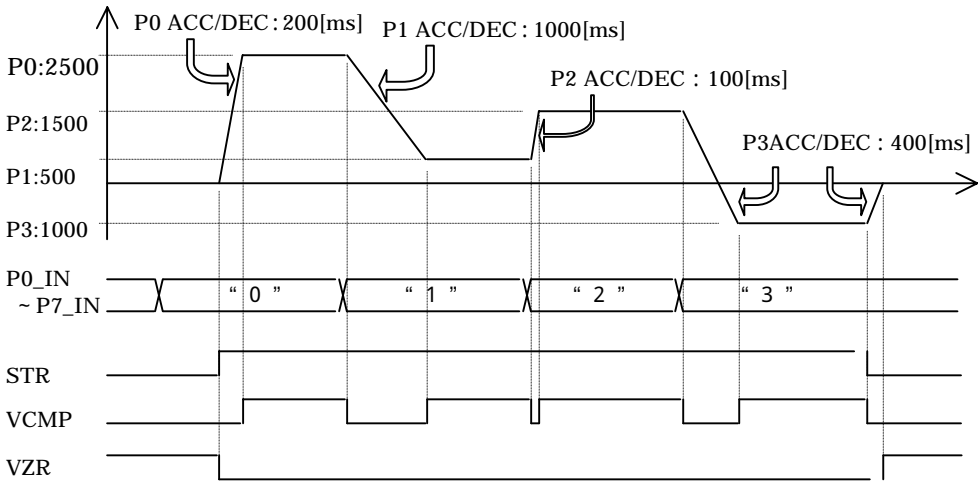 P0 ACC/DEC : 200[ms]
P1 ACC/DEC : 1000[ms]
P0:2500
P2 ACC/DEC : 100[ms]
P2:1500
P3ACC/DEC : 400[ms]
P1:500
P3:1000
P0_IN
~ P7_IN
“ 0 ”
“ 1 ”
“ 2 ”
“ 3 ”
STR
VCMP
VZR